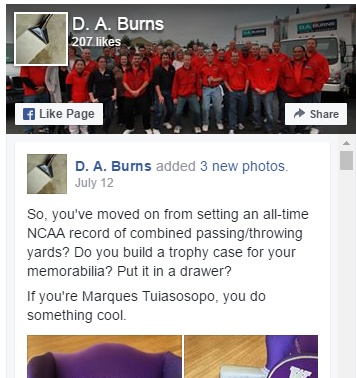 D. A. Burns
207 likes
Like Page
Share
D. A. Burns added 3 new photos.
July 12
So, you've moved on from setting an all-time
NCAA record of combined passing/throwing
yards? Do you build a trophy case for your
memorabilia? Put it in a drawer?
If you're Marques Tuiasosopo, you do
something cool.
W